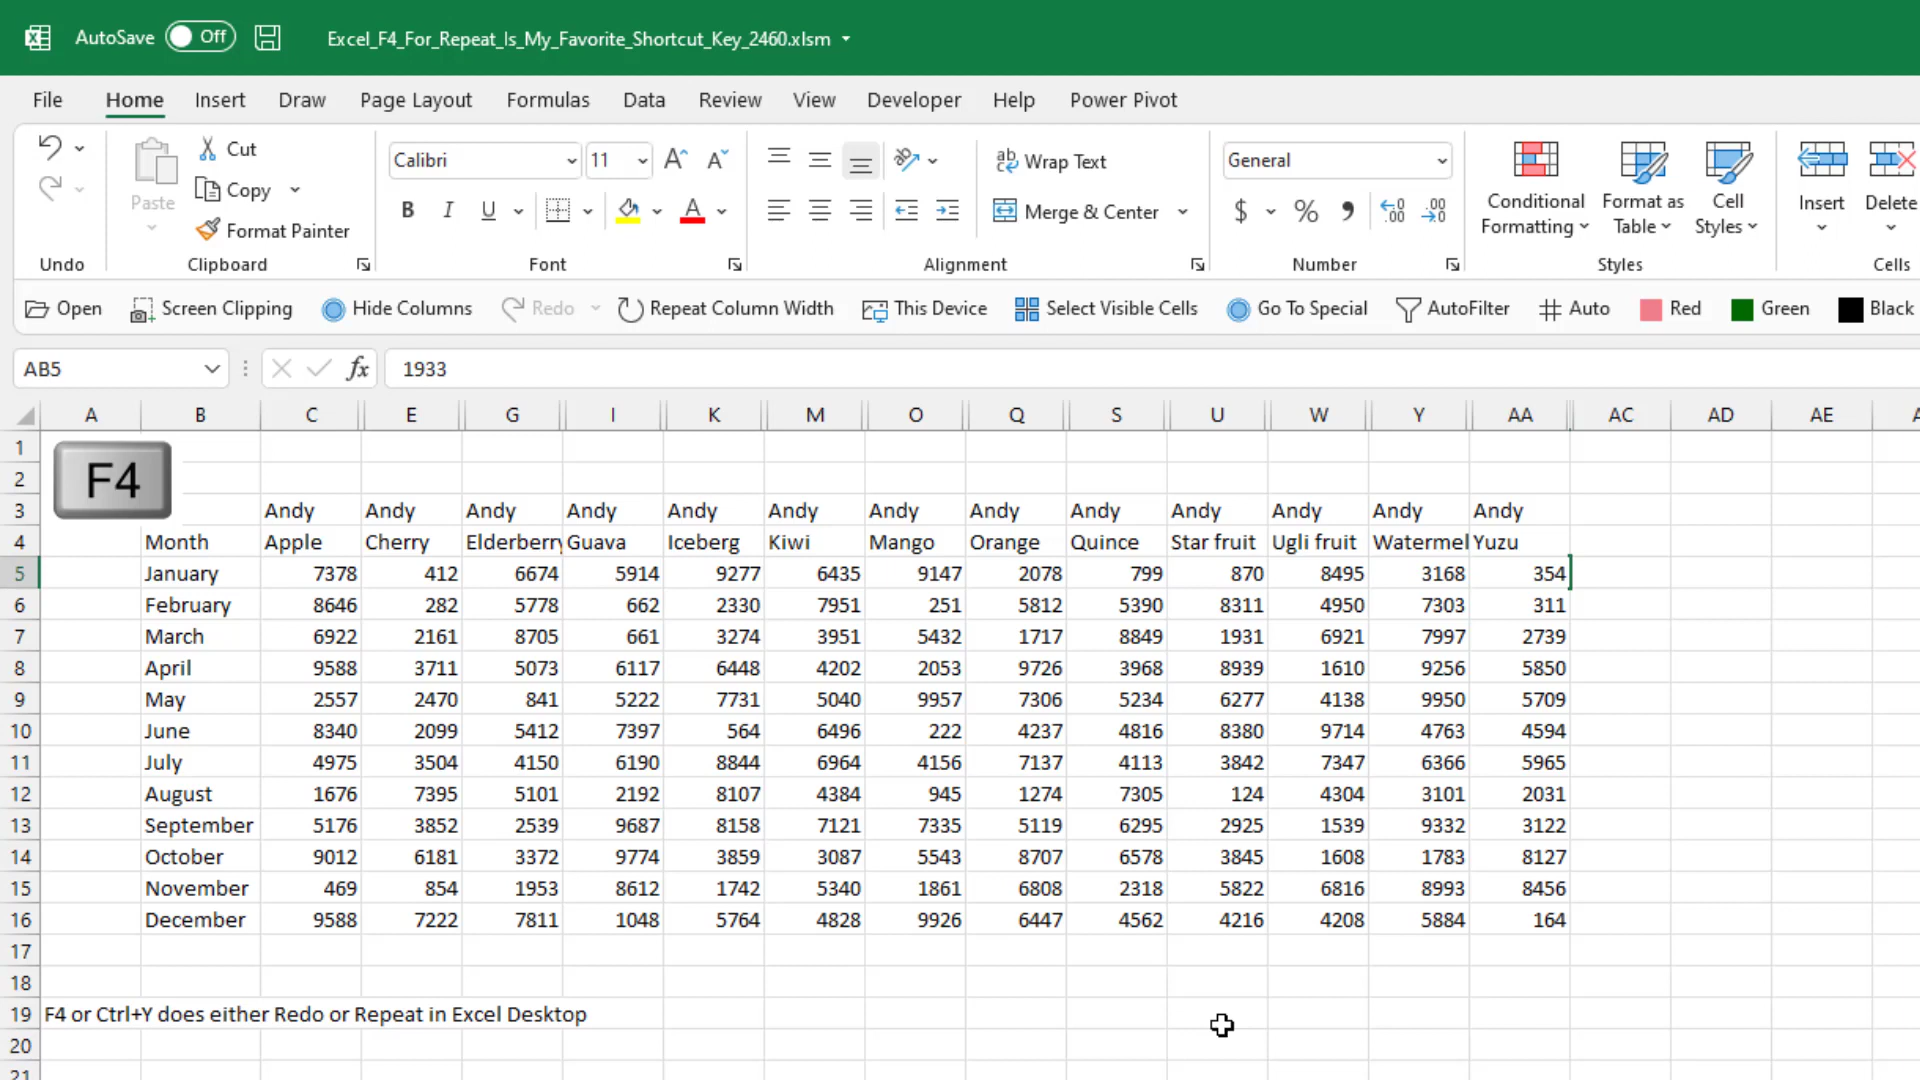 AutoSave Off Excel_F4_For_Repeat_Is_My_Favorite_Shortcut_Key_2460.xlsm
File Home Insert Draw Page Layout Formulas Data Review View Developer Help Power Pivot
Paste Cut Copy Format Painter
Calibri 11 Wrap Text General Conditional Formatting Format as Table Cell Styles Insert Delete
B I U A Merge & Center $ % 9 .00
Undo Clipboard Font Alignment Number Styles Cells
Open Screen Clipping Hide Columns Redo Repeat Column Width This Device Select Visible Cells Go To Special AutoFilter Auto Red Green Black
AB5 fx 1933
A B C E G I K M O Q S U W Y AA AC AD AE
1
2 F4
3 Andy Andy Andy Andy Andy Andy Andy Andy Andy Andy Andy Andy Andy
4 Month Apple Cherry Elderberry Guava Iceberg Kiwi Mango Orange Quince Star fruit Ugli fruit Watermel Yuzu
5 January 7378 412 6674 5914 9277 6435 9147 2078 799 870 8495 3168 354
6 February 8646 282 5778 662 2330 7951 251 5812 5390 8311 4950 7303 311
7 March 6922 2161 8705 661 3274 3951 5432 1717 8849 1931 6921 7997 2739
8 April 9588 3711 5073 6117 6448 4202 2053 9726 3968 8939 1610 9256 5850
9 May 2557 2470 841 5222 7731 5040 9957 7306 5234 6277 4138 9950 5709
10 June 8340 2099 5412 7397 564 6496 222 4237 4816 8380 9714 4763 4594
11 July 4975 3504 4150 6190 8844 6964 4156 7137 4113 3842 7347 6366 5965
12 August 1676 7395 5101 2192 8107 4384 945 1274 7305 124 4304 3101 2031
13 September 5176 3852 2539 9687 8158 7121 7335 5119 6295 2925 1539 9332 3122
14 October 9012 6181 3372 9774 3859 3087 5543 8707 6578 3845 1608 1783 8127
15 November 469 854 1953 8612 1742 5340 1861 6808 2318 5822 6816 8993 8456
16 December 9588 7222 7811 1048 5764 4828 9926 6447 4562 4216 4208 5884 164
17
18
19 F4 or Ctrl+Y does either Redo or Repeat in Excel Desktop
20
21